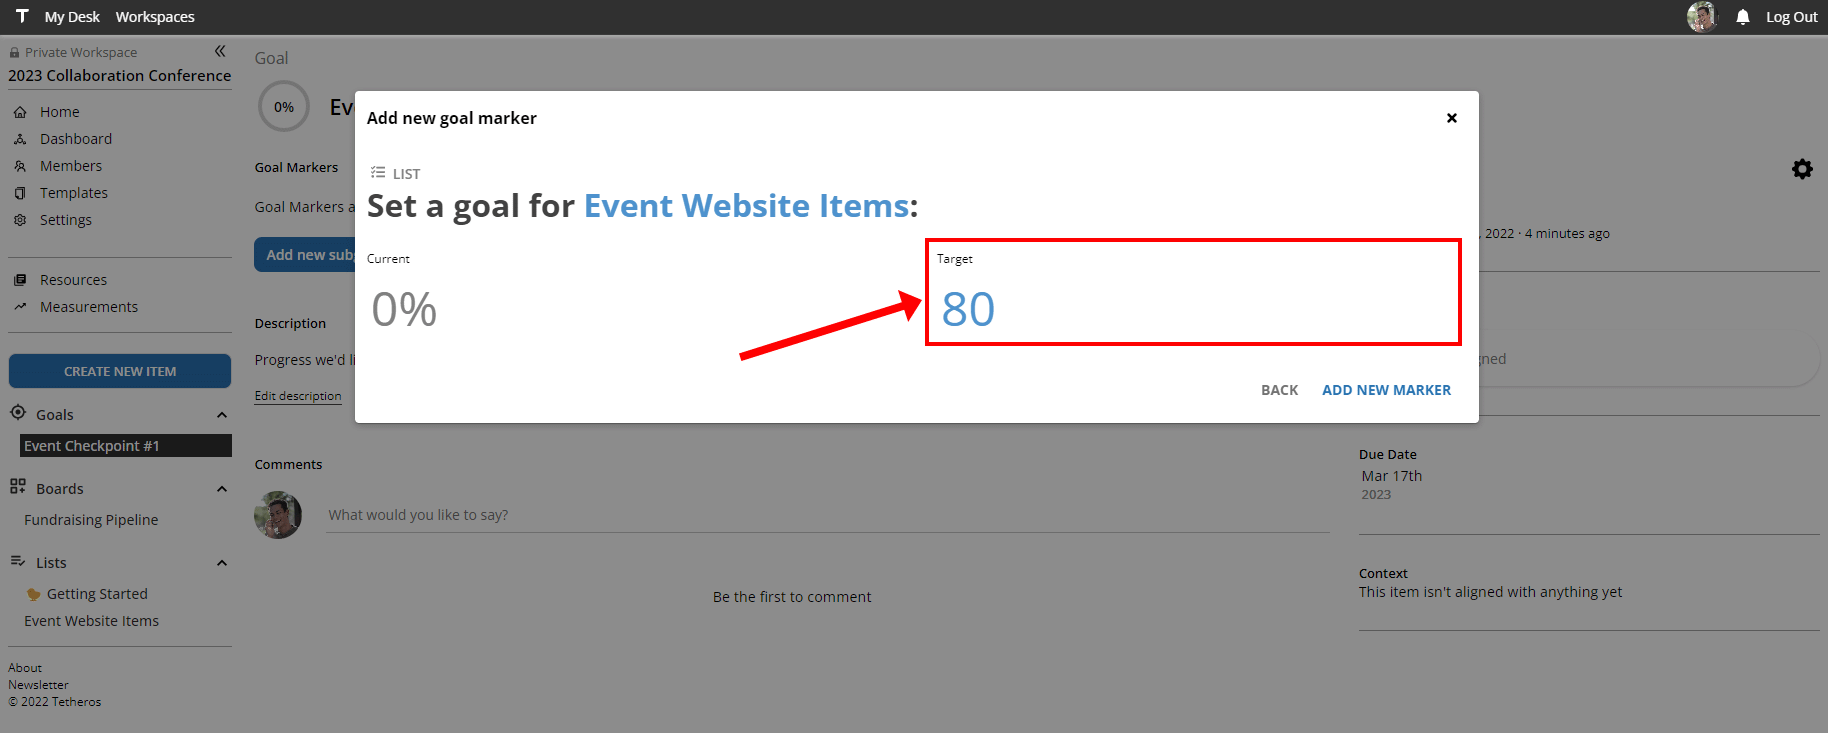 T My Desk Workspaces Log Out
Private Workspace
2023 Collaboration Conference
Home
Dashboard
Members
Templates
Settings
Resources
Measurements
CREATE NEW ITEM
Goals
Event Checkpoint #1
Boards
Fundraising Pipeline
Lists
Getting Started
Event Website Items
About
Newsletter
© 2022 Tetheros
Goal
0% Ev
Goal Markers
Goal Markers a
Add new sub
Description
Progress we'd li
Edit description
Comments
What would you like to say?
Be the first to comment
Add new goal marker
LIST
Set a goal for Event Website Items:
Current
0%
Target
80
BACK ADD NEW MARKER
, 2022 · 4 minutes ago
ned
Due Date
Mar 17th
2023
Context
This item isn't aligned with anything yet